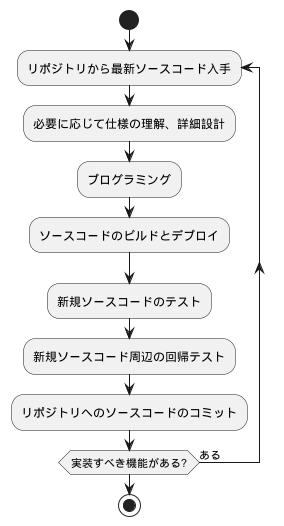 リポジトリから最新ソースコード入手
必要に応じて仕様の理解、詳細設計
プログラミング
ソースコードのビルドとデプロイ
新規ソースコードのテスト
新規ソースコード周辺の回帰テスト
リポジトリへのソースコードのコミット
実装すべき機能がある?
ある